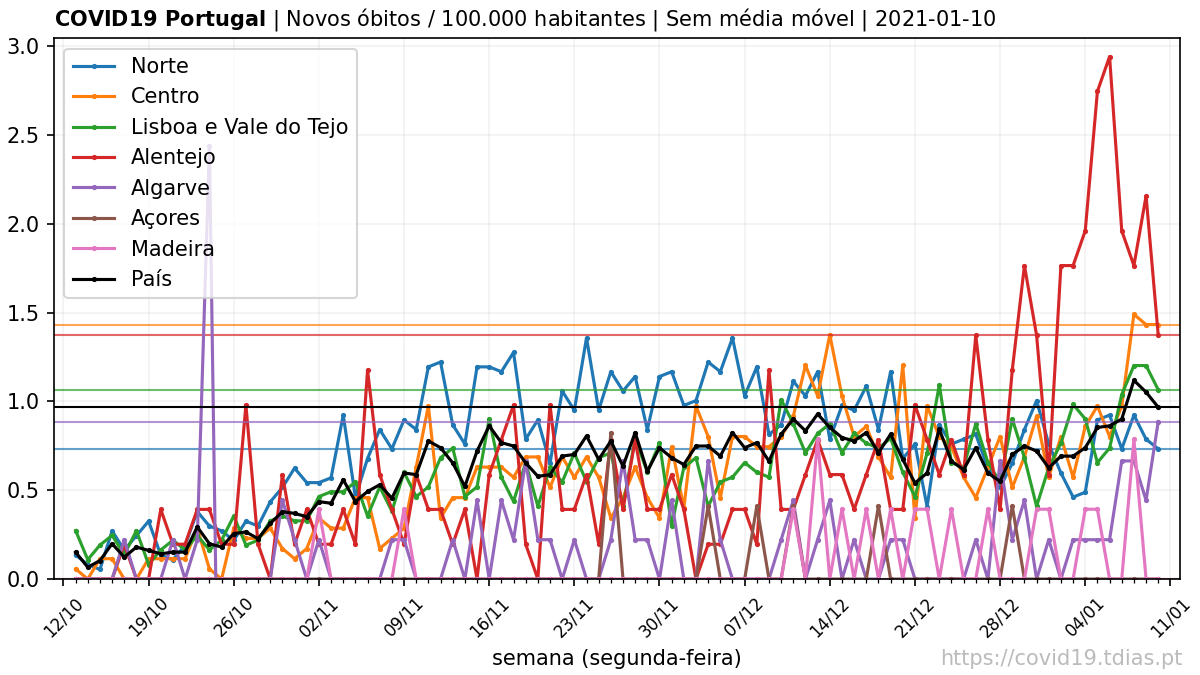 COVID19 Portugal | Novos óbitos / 100.000 habitantes | Sem média móvel | 2021-01-10
3.0
2.5
2.0
1.5
1.0
0.5
0.0
Norte
Centro
Lisboa e Vale do Tejo
Alentejo
Algarve
Açores
Madeira
País
12/10 19/10 26/10 02/11 09/11 16/11 23/11 30/11 07/12 14/12 21/12 28/12 04/01 11/01
semana (segunda-feira)
https://covid19.tdias.pt